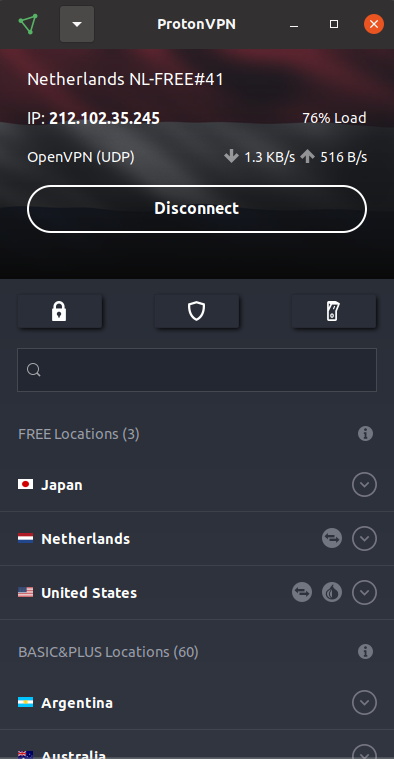 ProtonVPN
Netherlands NL-FREE#41
IP: 212.102.35.245 76% Load
OpenVPN (UDP) 1.3 KB/s 516 B/s
Disconnect
FREE Locations (3)
Japan
Netherlands
United States
BASIC&PLUS Locations (60)
Argentina
Australia